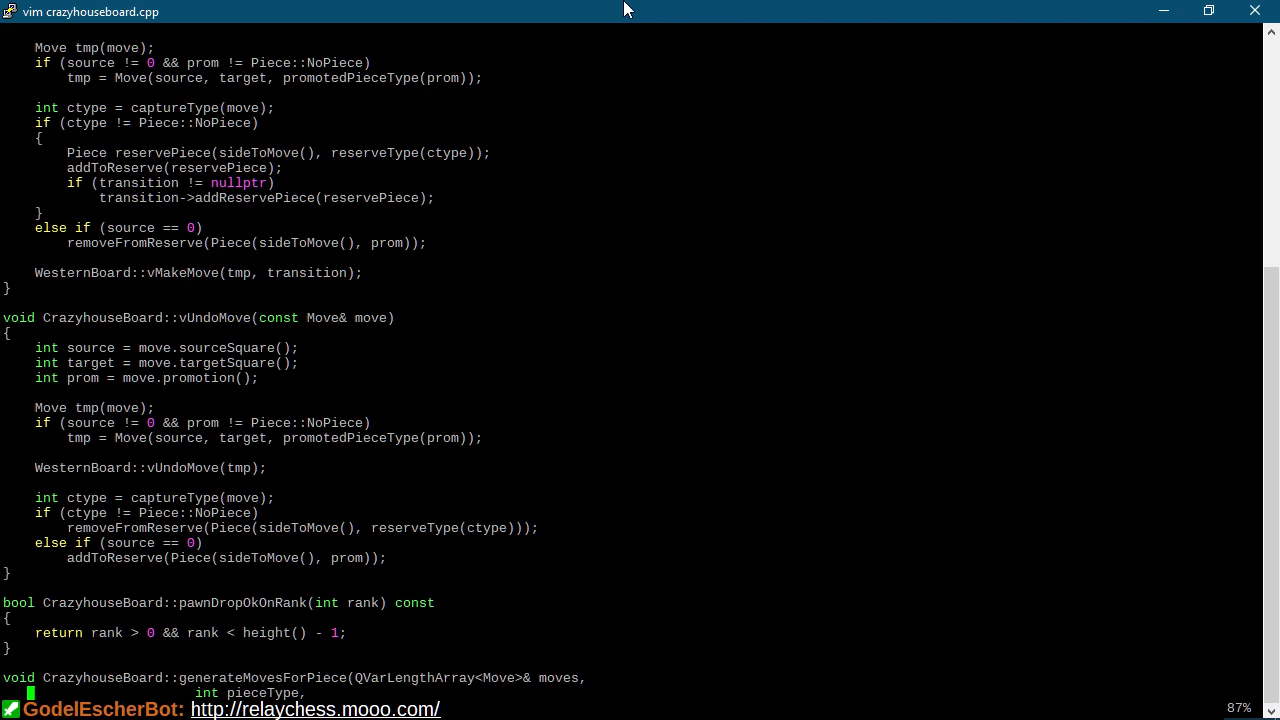 vim crazyhouseboard.cpp
Move tmp(move);
if (source != 0 && prom != Piece::NoPiece)
tmp = Move(source, target, promotedPieceType(prom));
int ctype = captureType(move);
if (ctype != Piece::NoPiece)
{
Piece reservePiece(sideToMove(), reserveType(ctype));
addToReserve(reservePiece);
if (transition != nullptr)
transition->addReservePiece(reservePiece);
}
else if (source == 0)
removeFromReserve(Piece(sideToMove(), prom));
WesternBoard::vMakeMove(tmp, transition);
}
void CrazyhouseBoard::vUndoMove(const Move& move)
{
int source = move.sourceSquare();
int target = move.targetSquare();
int prom = move.promotion();
Move tmp(move);
if (source != 0 && prom != Piece::NoPiece)
tmp = Move(source, target, promotedPieceType(prom));
WesternBoard::vUndoMove(tmp);
int ctype = captureType(move);
if (ctype != Piece::NoPiece)
removeFromReserve(Piece(sideToMove(), reserveType(ctype)));
else if (source == 0)
addToReserve(Piece(sideToMove(), prom));
}
bool CrazyhouseBoard::pawnDropOkOnRank(int rank) const
{
return rank > 0 && rank < height() - 1;
}
void CrazyhouseBoard::generateMovesForPiece(QVarLengthArray<Move>& moves,
int pieceType,
GodelEscherBot: http://relaychess.mooo.com/
87%